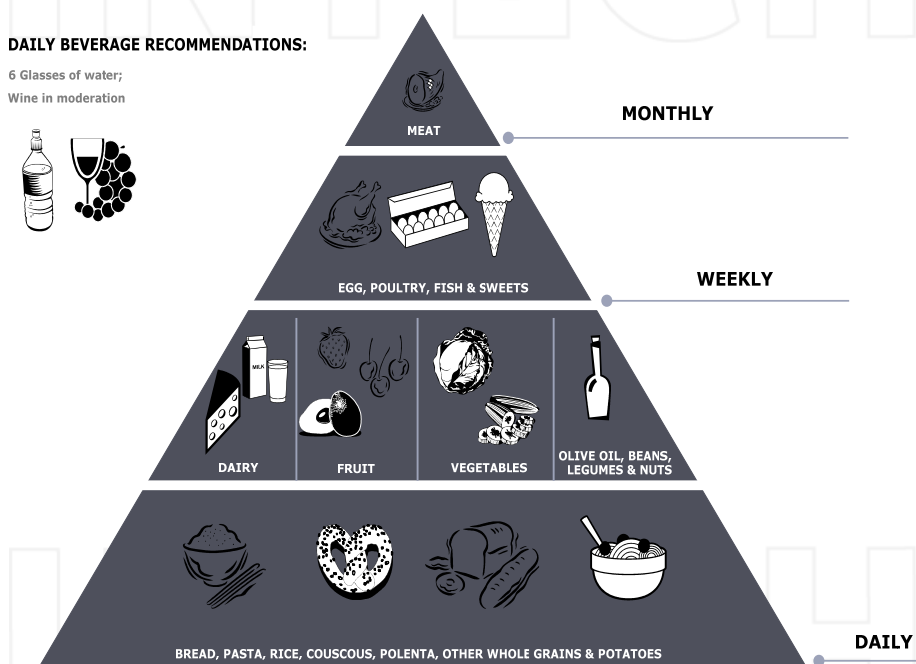 DAILY BEVERAGE RECOMMENDATIONS:
6 Glasses of water;
Wine in moderation
MEAT
MONTHLY
EGG, POULTRY, FISH & SWEETS
WEEKLY
MILK
DAIRY
FRUIT
VEGETABLES
OLIVE OIL, BEANS,
LEGUMES & NUTS
BREAD, PASTA, RICE, COUSCOUS, POLENTA, OTHER WHOLE GRAINS & POTATOES
DAILY